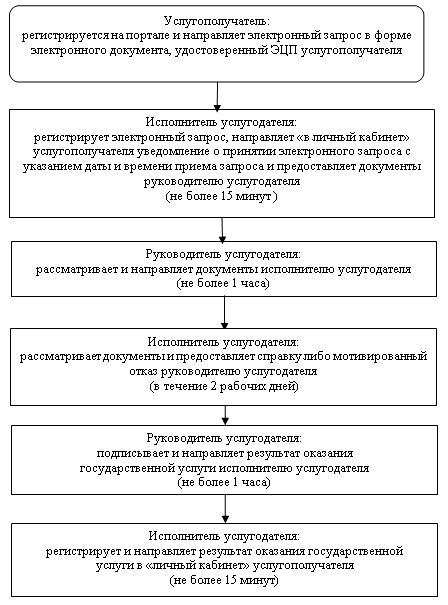 Услугополучатель:
регистрируется на портале и направляет электронный запрос в форме
электронного документа, удостоверенный ЭЦП услугополучателя
Исполнитель услугодателя:
регистрирует электронный запрос, направляет «в личный кабинет»
услугополучателя уведомление о принятии электронного запроса с
указанием даты и времени приема запроса и предоставляет документы
руководителю услугодателя
(не более 15 минут )
Руководитель услугодателя:
рассматривает и направляет документы исполнителю услугодателя
(не более 1 часа)
Исполнитель услугодателя:
рассматривает документы и предоставляет справку либо мотивированный
отказ руководителю услугодателя
(в течение 2 рабочих дней)
Руководитель услугодателя:
подписывает и направляет результат оказания
государственной услуги исполнителю услугодателя
(не более 1 часа)
Исполнитель услугодателя:
регистрирует и направляет результат оказания государственной
услуги в «личный кабинет» услугополучателя
(не более 15 минут)